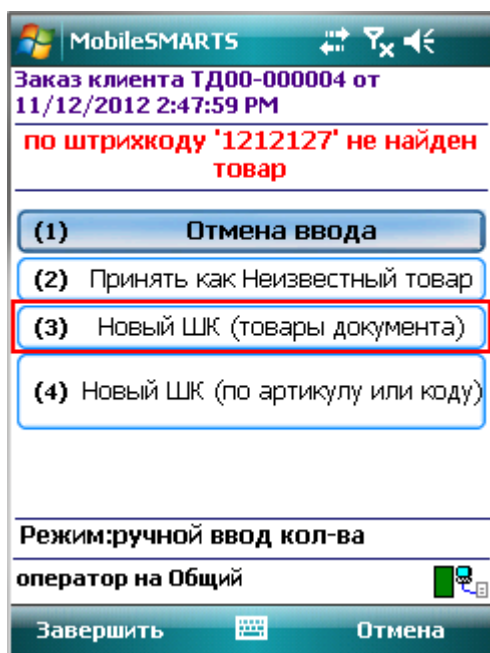 MobileSMARTS
Заказ клиента ТД00-000004 от
11/12/2012 2:47:59 PM
по штрихкоду '1212127' не найден
товар
(1) Отмена ввода
(2) Принять как Неизвестный товар
(3) Новый ШК (товары документа)
(4) Новый ШК (по артикулу или коду)
Режим:ручной ввод кол-ва
оператор на Общий
Завершить Отмена